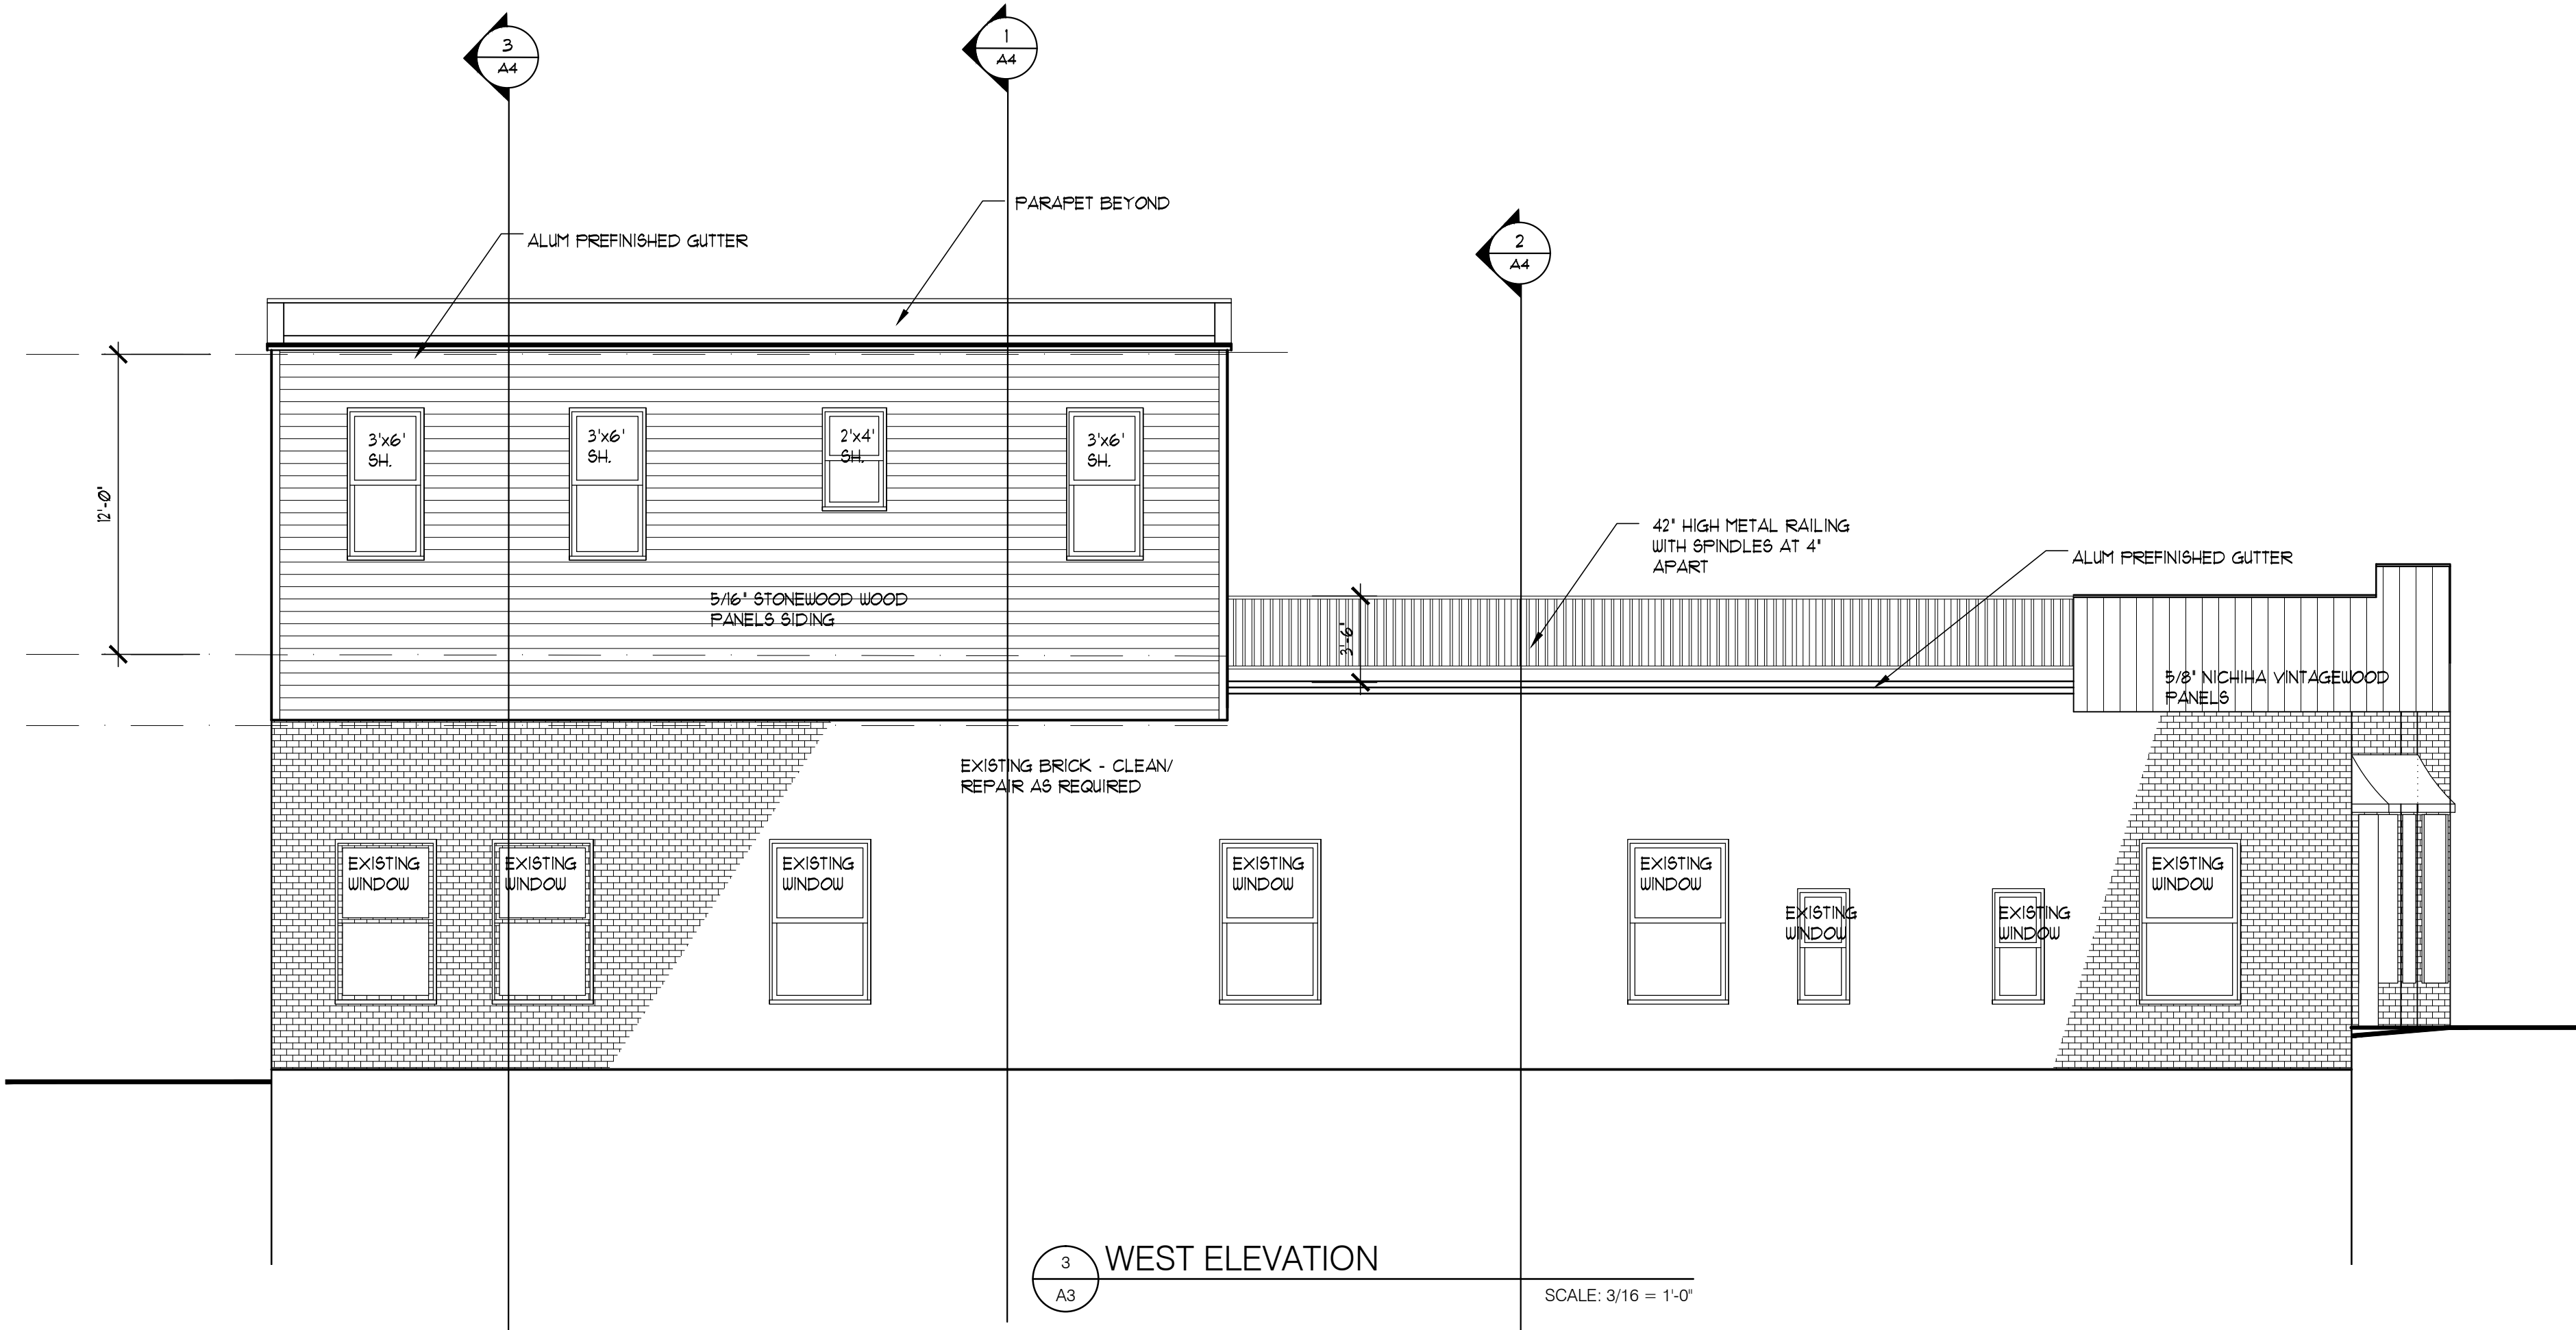 3
A4
1
A4
PARAPET BEYOND
ALUM PREFINISHED GUTTER
2
A4
3'x6'
SH.
3'x6'
SH.
2'x4'
SH.
3'x6'
SH.
12'-0"
42" HIGH METAL RAILING
WITH SPINDLES AT 4"
APART
ALUM PREFINISHED GUTTER
5/16" STONEWOOD WOOD
PANELS SIDING
3'-6"
5/8" NICHIHA VINTAGEWOOD
PANELS
EXISTING BRICK - CLEAN/
REPAIR AS REQUIRED
EXISTING
WINDOW
EXISTING
WINDOW
EXISTING
WINDOW
EXISTING
WINDOW
EXISTING
WINDOW
EXISTING
WINDOW
EXISTING
WINDOW
EXISTING
WINDOW
3
A3
WEST ELEVATION
SCALE: 3/16 = 1'-0"